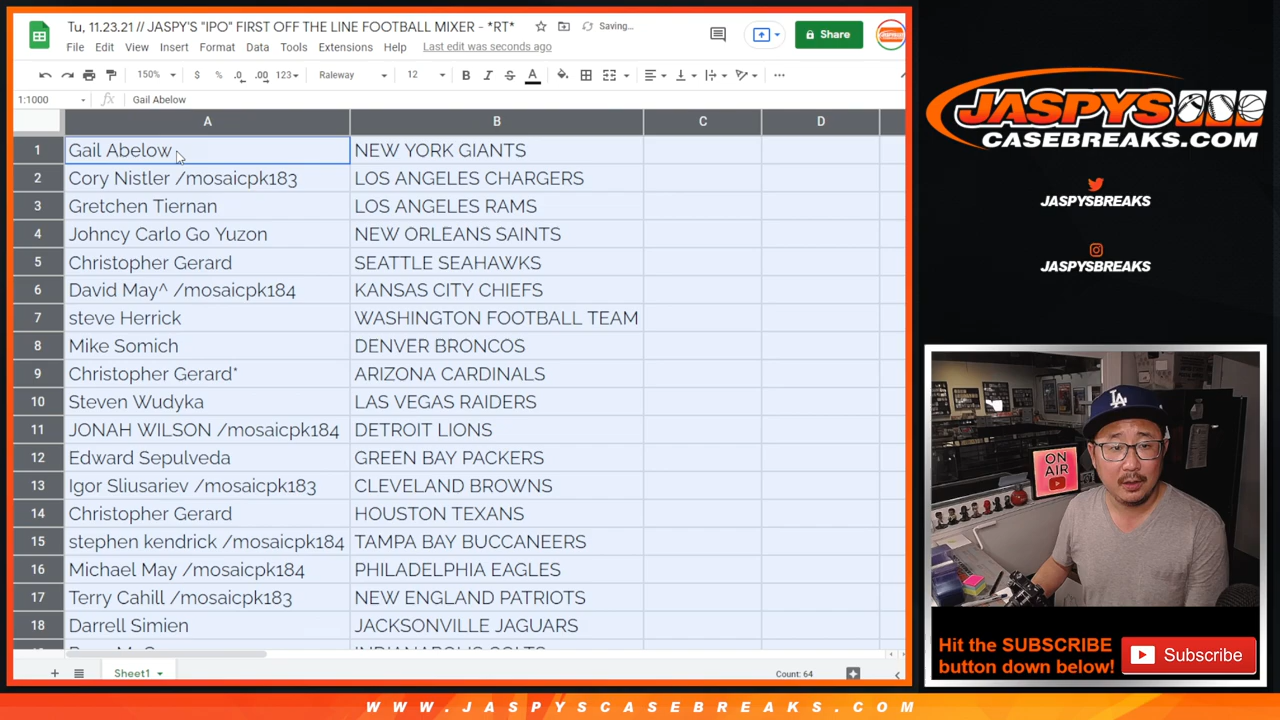 Tu, 11.23.21 // JASPY'S "IPO" FIRST OFF THE LINE FOOTBALL MIXER - *RT*
Saving...
File Edit View Insert Format Data Tools Extensions Help Last edit was seconds ago
Share
150% $ % .0 .00 123 Raleway 12 B I S A
1:1000 fx Gail Abelow
A B C D
1 Gail Abelow NEW YORK GIANTS
2 Cory Nistler /mosaicpk183 LOS ANGELES CHARGERS
3 Gretchen Tiernan LOS ANGELES RAMS
4 Johncy Carlo Go Yuzon NEW ORLEANS SAINTS
5 Christopher Gerard SEATTLE SEAHAWKS
6 David May^ /mosaicpk184 KANSAS CITY CHIEFS
7 steve Herrick WASHINGTON FOOTBALL TEAM
8 Mike Somich DENVER BRONCOS
9 Christopher Gerard* ARIZONA CARDINALS
10 Steven Wudyka LAS VEGAS RAIDERS
11 JONAH WILSON /mosaicpk184 DETROIT LIONS
12 Edward Sepulveda GREEN BAY PACKERS
13 Igor Sliusariev /mosaicpk183 CLEVELAND BROWNS
14 Christopher Gerard HOUSTON TEXANS
15 stephen kendrick /mosaicpk184 TAMPA BAY BUCCANEERS
16 Michael May /mosaicpk184 PHILADELPHIA EAGLES
17 Terry Cahill /mosaicpk183 NEW ENGLAND PATRIOTS
18 Darrell Simien JACKSONVILLE JAGUARS
INDIANAPOLIS COLTS
Sheet1
Count: 64
JASPYS
CASEBREAKS.COM
JASPYSBREAKS
JASPYSBREAKS
LA
ON
AIR
Hit the SUBSCRIBE
button down below!
Subscribe
WWW.JASPYSCASEBREAKS.COM